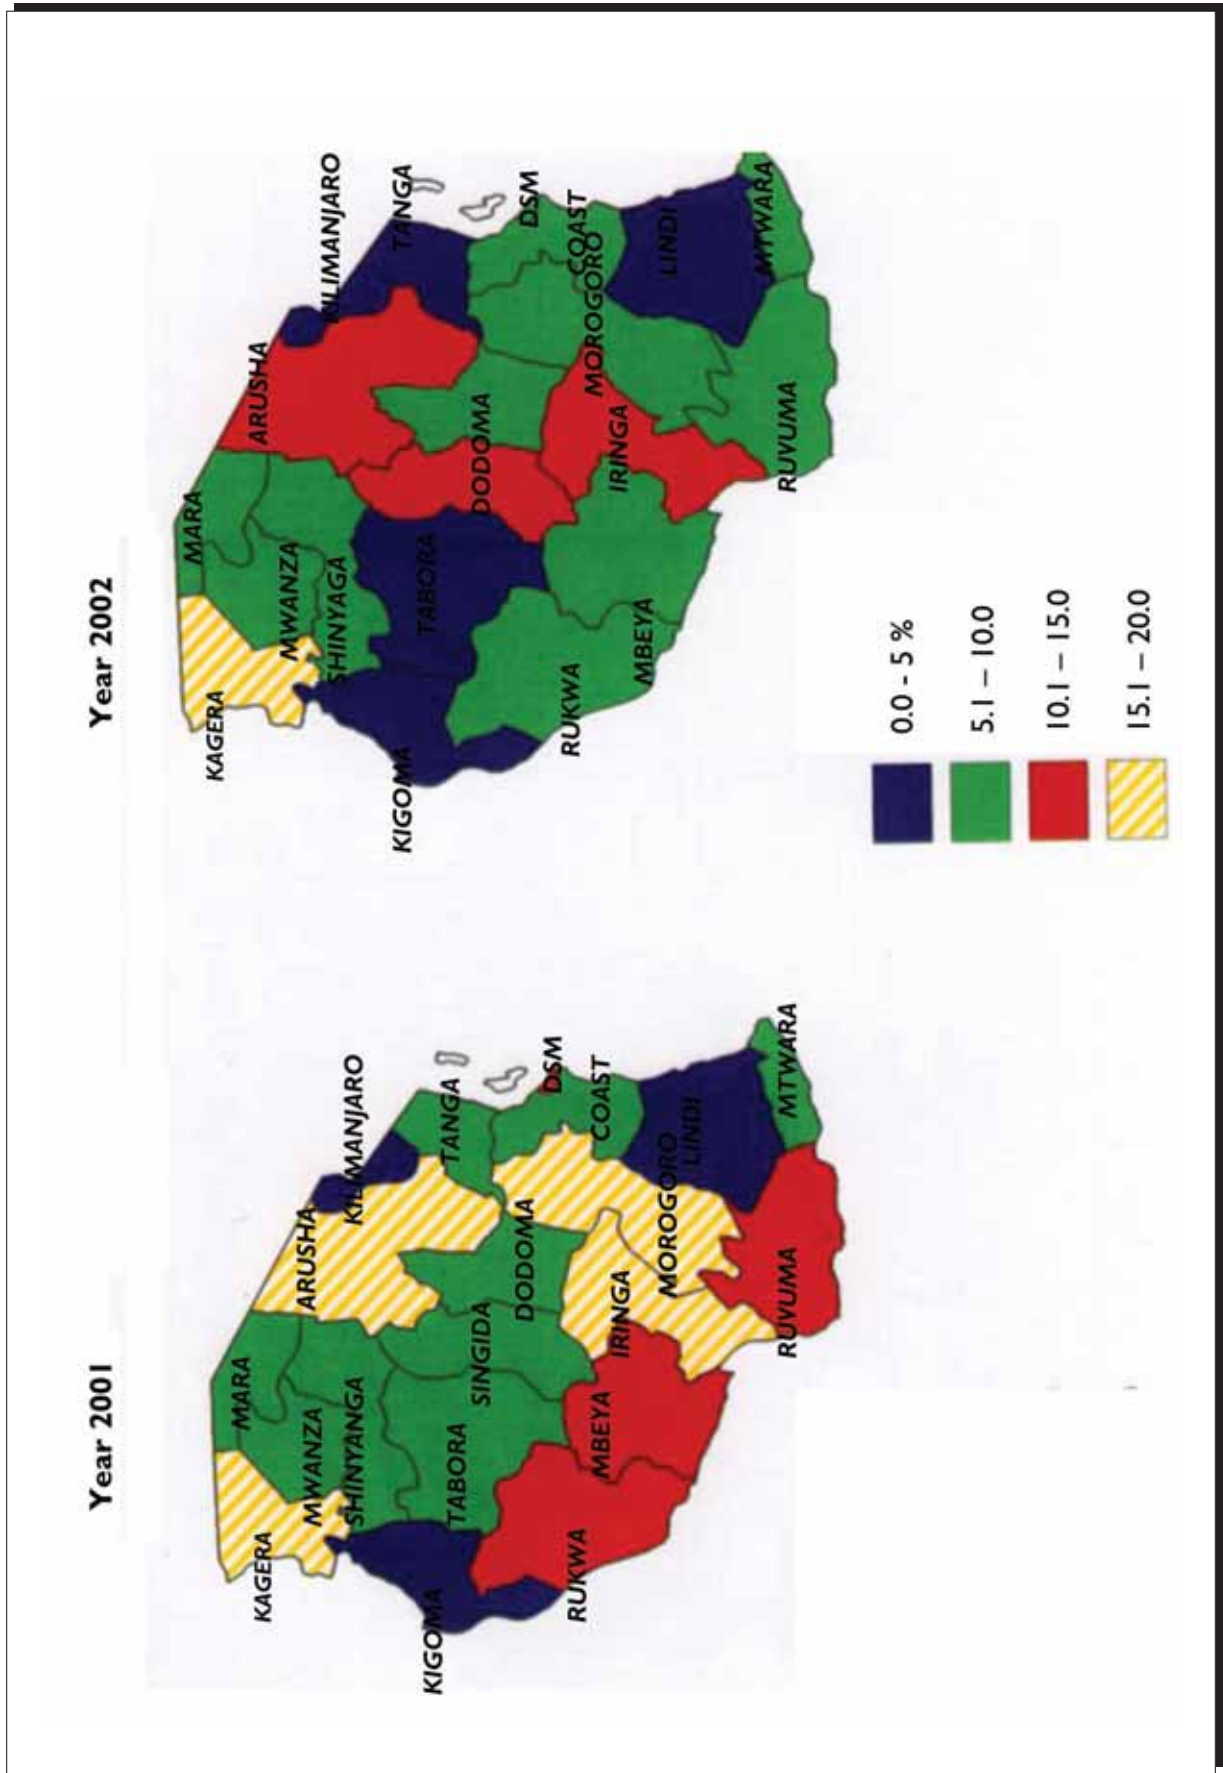 Year 2001
KAGERA
MARA
MWANZA
SHINYANGA
ARUSHA
KILIMANJARO
KIGOMA
TABORA
SINGIDA
DODOMA
TANGA
DSM
COAST
RUKWA
MBEYA
IRINGA
MOROGORO
LINDI
RUVUMA
MTWARA
Year 2002
KAGERA
MARA
MWANZA
SHINYAGA
ARUSHA
KILIMANJARO
KIGOMA
TABORA
DODOMA
TANGA
DSM
COAST
RUKWA
MBEYA
IRINGA
MOROGORO
LINDI
RUVUMA
MTWARA
0.0 - 5 %
5.1 – 10.0
10.1 – 15.0
15.1 – 20.0